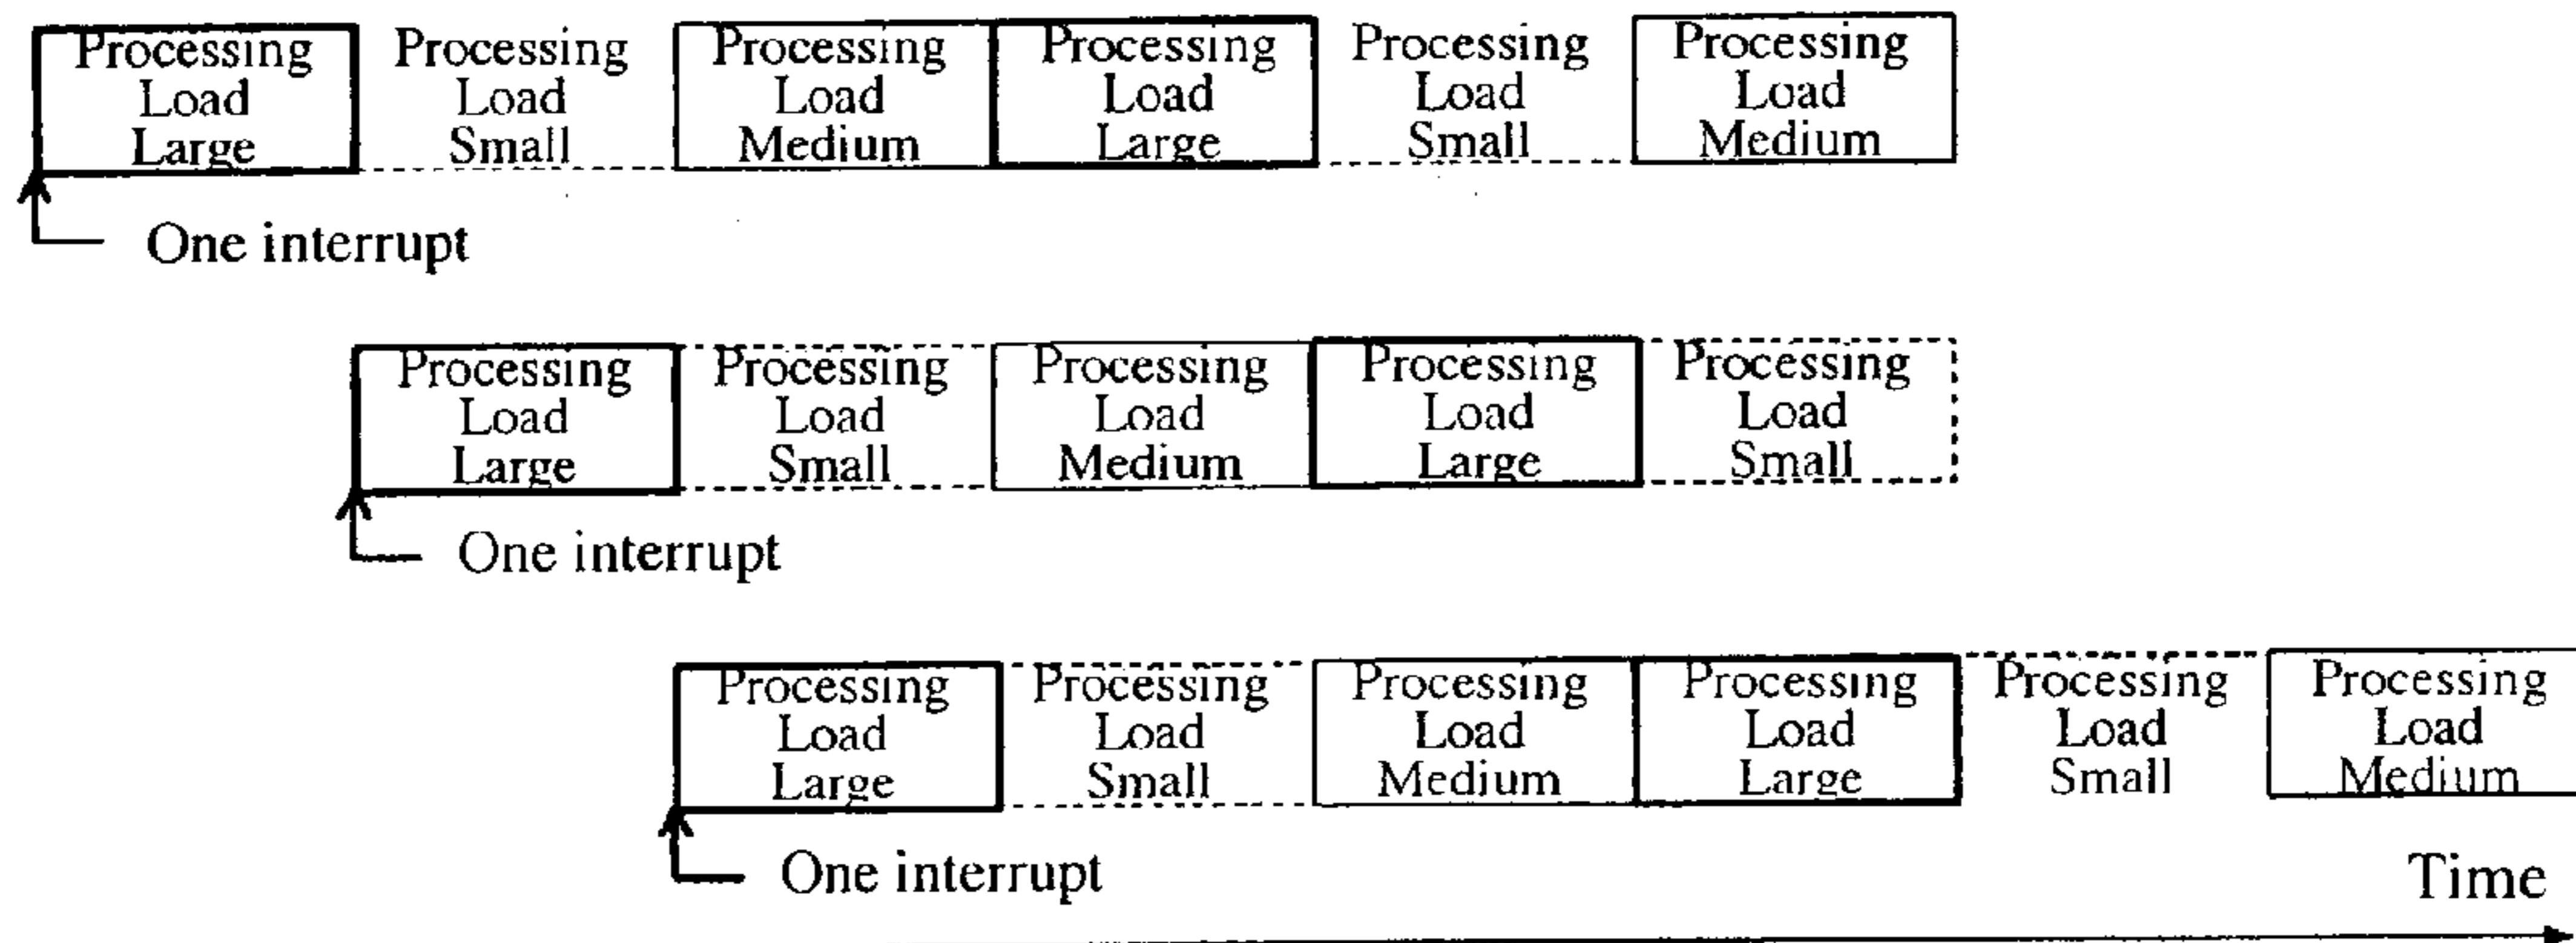 Processing Processing Processing Processing Processing Processing
Load Load Load Load Load Load
Large Small Medium Large Small Medium
One interrupt
Processing Processing Processing Processing Processing
Load Load Load Load Load
Large Small Medium Large Small
One interrupt
Processing Processing Processing Processing Processing Processing
Load Load Load Load Load Load
Large Small Medium Large Small Medium
One interrupt
Time